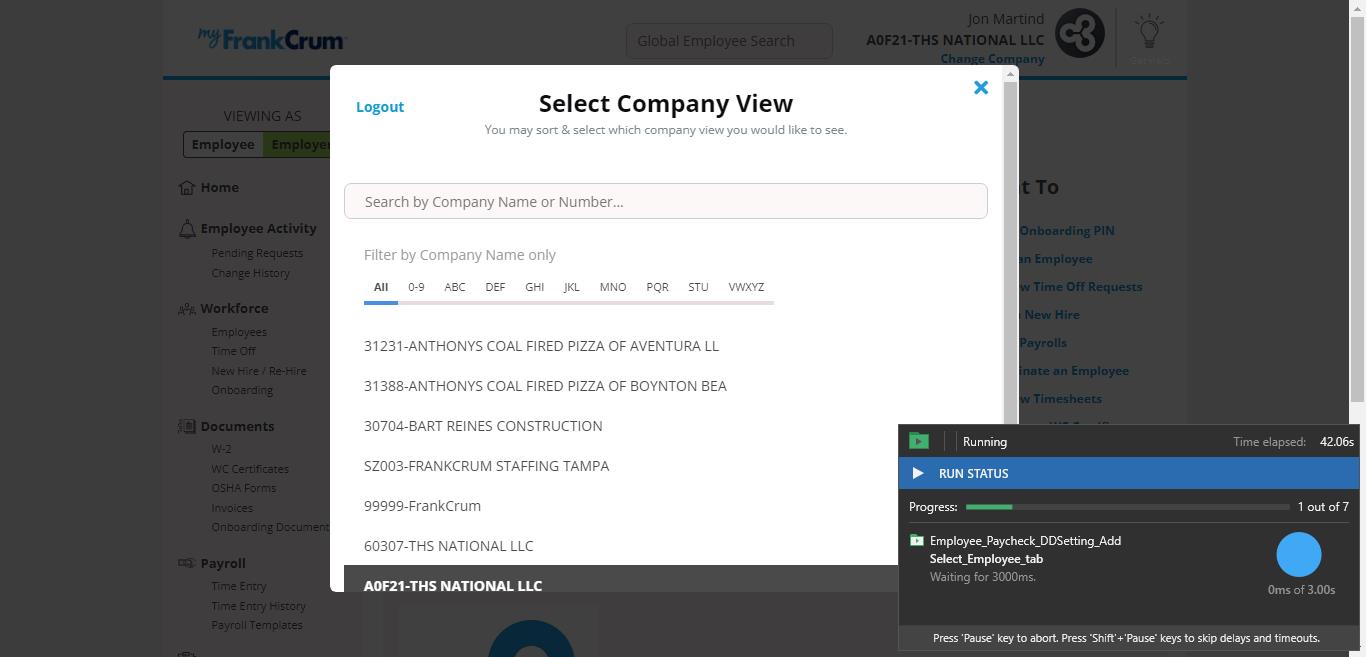 myFrankCrum
Global Employee Search
Jon Martind
A0F21-THS NATIONAL LLC
Change Company
VIEWING AS
Employee Employer
Home
Employee Activity
Pending Requests
Change History
Workforce
Employees
Time Off
New Hire / Re-Hire
Onboarding
Documents
W-2
WC Certificates
OSHA Forms
Invoices
Onboarding Document
Payroll
Time Entry
Time Entry History
Payroll Templates
Logout
Select Company View
You may sort & select which company view you would like to see.
Search by Company Name or Number...
Filter by Company Name only
All 0-9 ABC DEF GHI JKL MNO PQR STU VWXYZ
31231-ANTHONYS COAL FIRED PIZZA OF AVENTURA LL
31388-ANTHONYS COAL FIRED PIZZA OF BOYNTON BEA
30704-BART REINES CONSTRUCTION
SZ003-FRANKCRUM STAFFING TAMPA
99999-FrankCrum
60307-THS NATIONAL LLC
A0F21-THS NATIONAL LLC
t To
Onboarding PIN
an Employee
w Time Off Requests
New Hire
Payrolls
inate an Employee
w Timesheets
Running
Time elapsed: 42.06s
RUN STATUS
Progress: 1 out of 7
Employee_Paycheck_DDSetting_Add
Select_Employee_tab
Waiting for 3000ms.
0ms of 3.00s
Press 'Pause' key to abort. Press 'Shift'+'Pause' keys to skip delays and timeouts.